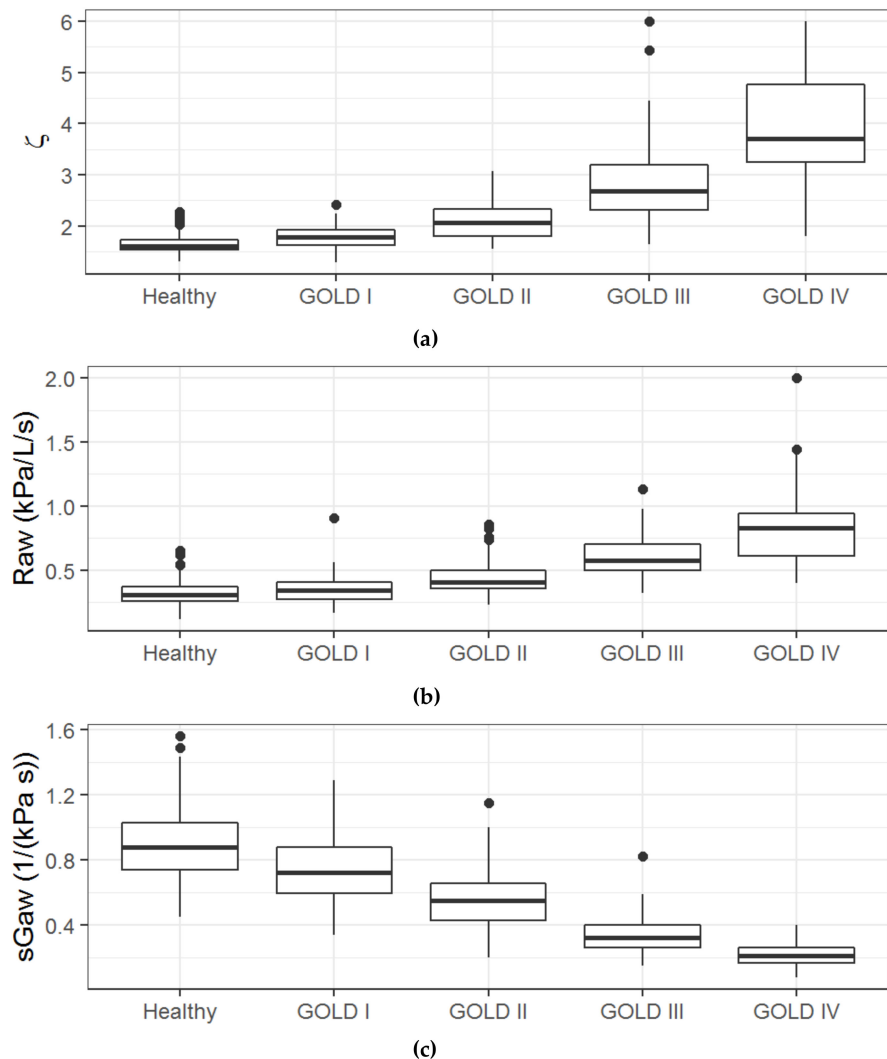 6
5
4
3
2
ζ
Healthy GOLD I GOLD II GOLD III GOLD IV
(a)
2.0
1.5
1.0
0.5
Raw (kPa/L/s)
Healthy GOLD I GOLD II GOLD III GOLD IV
(b)
1.6
1.2
0.8
0.4
sGaw (1/(kPa s))
Healthy GOLD I GOLD II GOLD III GOLD IV
(c)